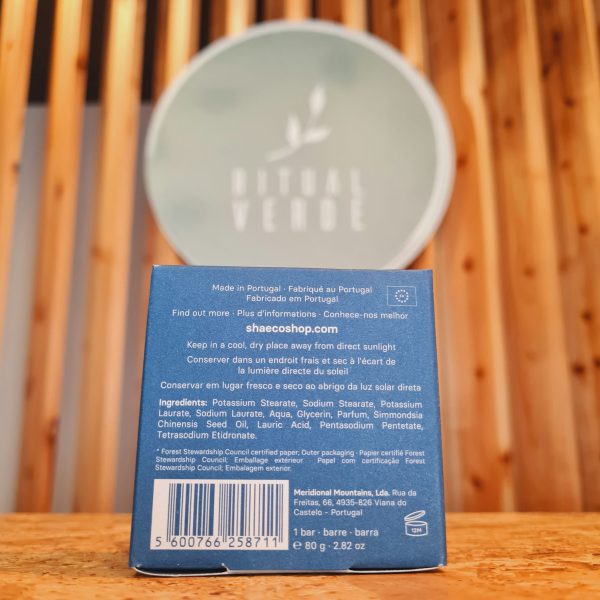 RITUAL
VERDE
Made in Portugal · Fabriqué au Portugal
Fabricado em Portugal
Find out more · Plus d'informations · Conhece-nos melhor
shaecoshop.com
Keep in a cool, dry place away from direct sunlight
Conserver dans un endroit frais et sec à l'écart de
la lumière directe du soleil
Conservar em lugar fresco e seco ao abrigo da luz solar direta
Ingredients: Potassium Stearate, Sodium Stearate, Potassium
Laurate, Sodium Laurate, Aqua, Glycerin, Parfum, Simmondsia
Chinensis Seed Oil, Lauric Acid, Pentasodium Pentetate,
Tetrasodium Etidronate.
* Forest Stewardship Council certified paper, Outer packaging · Papier certifié Forest
Stewardship Council; Emballage extérieur · Papel com certificação Forest
Stewardship Council; Embalagem exterior.
Meridional Mountains, Lda. Rua da
Freitas, 66, 4935-826 Viana do
Castelo - Portugal
1 bar · barre · barra
℮ 80 g · 2.82 oz
12M
5 600766 258711